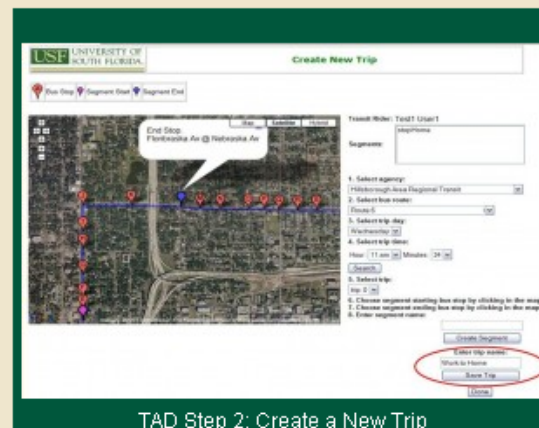 USF UNIVERSITY OF
SOUTH FLORIDA
Create New Trip
Bus Stop Segment Start Segment End
Map Satellite Hybrid
End Stop
@ Nebraska Av
Transit Rider: Test1 User1
Segments:
1. Select agency:
Hillsborough Area Regional Transit
2. Select bus route:
Route 6
3. Select trip day:
Wednesday
4. Select trip time:
Hour: 11 am Minutes: 34
Search
5. Select trip:
trip 0
6. Choose segment starting bus stop by clicking in the map
7. Choose segment ending bus stop by clicking in the map
8. Enter segment name:
Create Segment
Enter trip name:
Work to Home
Save Trip
Done
TAD Step 2: Create a New Trip